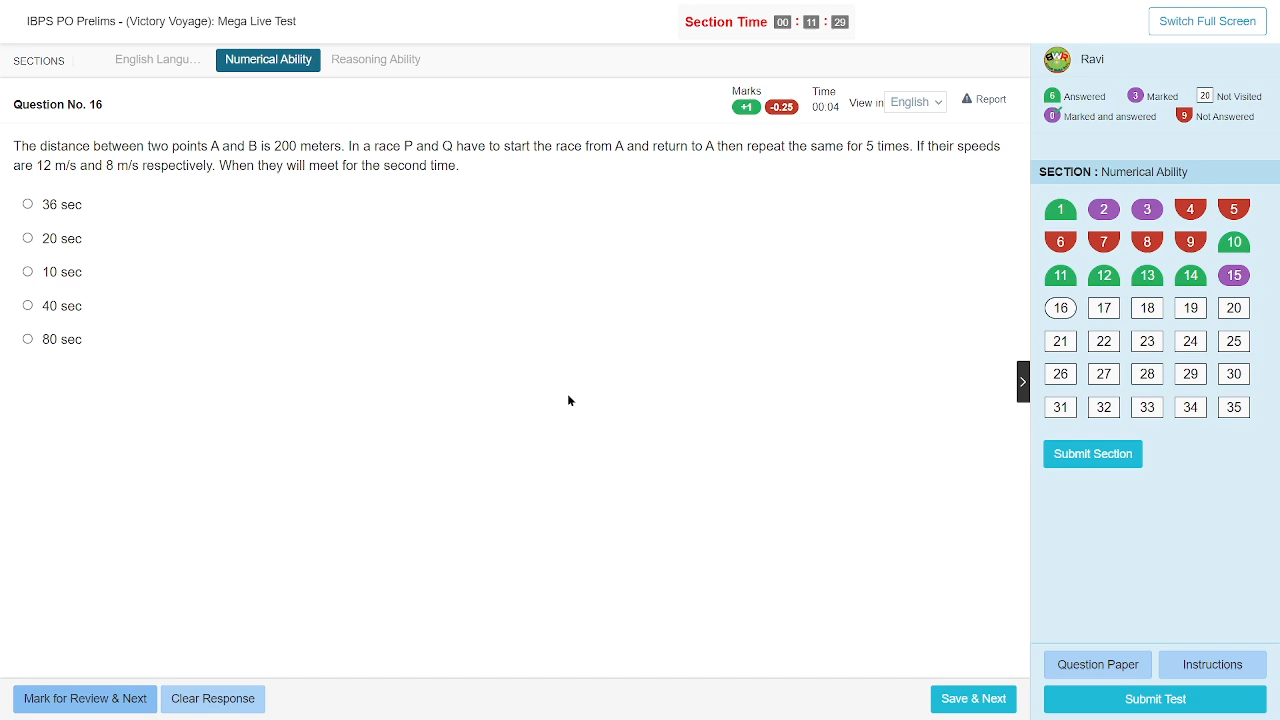 IBPS PO Prelims - (Victory Voyage): Mega Live Test
Section Time 00 : 11 : 29
Switch Full Screen
SECTIONS
English Langu...
Numerical Ability
Reasoning Ability
Ravi
6 Answered
3 Marked
20 Not Visited
0 Marked and answered
9 Not Answered
Question No. 16
Marks
+1 -0.25
Time
00:04
View in English
Report
SECTION : Numerical Ability
The distance between two points A and B is 200 meters. In a race P and Q have to start the race from A and return to A then repeat the same for 5 times. If their speeds
are 12 m/s and 8 m/s respectively. When they will meet for the second time.
36 sec
20 sec
10 sec
40 sec
80 sec
1 2 3 4 5
6 7 8 9 10
11 12 13 14 15
16 17 18 19 20
21 22 23 24 25
26 27 28 29 30
31 32 33 34 35
Submit Section
Question Paper
Instructions
Mark for Review & Next
Clear Response
Save & Next
Submit Test